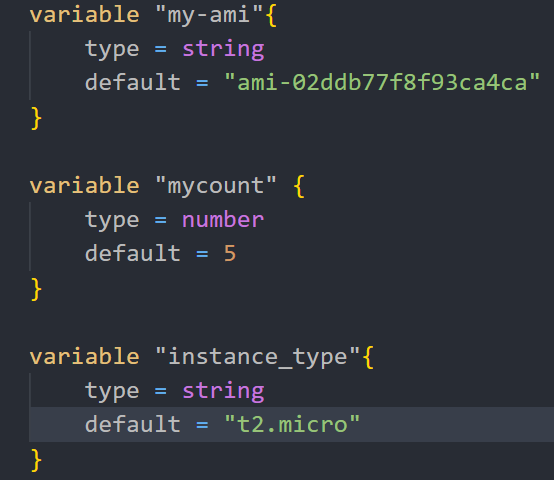 variable "my-ami"{
    type = string
    default = "ami-02ddb77f8f93ca4ca"
}
variable "mycount" {
    type = number
    default = 5
}
variable "instance_type"{
    type = string
    default = "t2.micro"
}